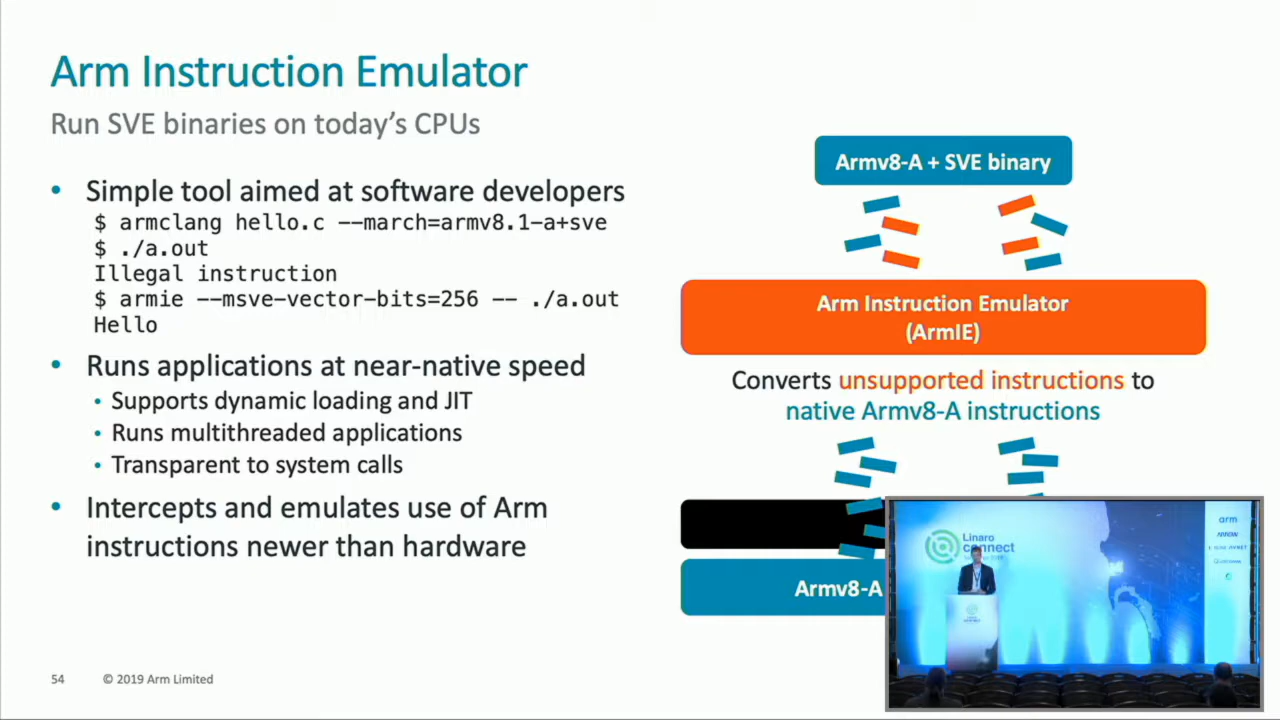 Arm Instruction Emulator
Run SVE binaries on today's CPUs
• Simple tool aimed at software developers
$ armclang hello.c --march=armv8.1-a+sve
$ ./a.out
Illegal instruction
$ armie --msve-vector-bits=256 -- ./a.out
Hello
• Runs applications at near-native speed
• Supports dynamic loading and JIT
• Runs multithreaded applications
• Transparent to system calls
• Intercepts and emulates use of Arm
instructions newer than hardware
Armv8-A + SVE binary
Arm Instruction Emulator
(ArmIE)
Converts unsupported instructions to
native Armv8-A instructions
Armv8-A
Linaro
connect
arm
ARROW
Qualcomm
54 © 2019 Arm Limited